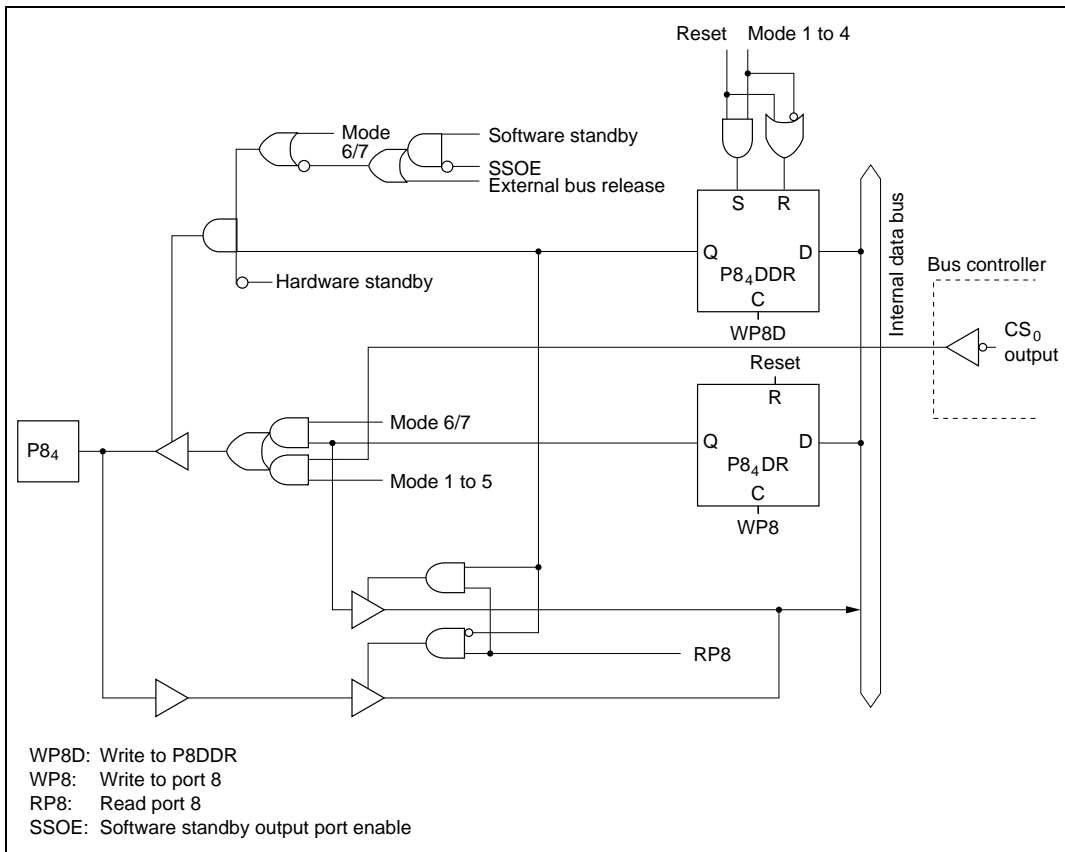 Reset Mode 1 to 4
Mode
6/7
Software standby
SSOE
External bus release
S R
Q D
P8₄DDR
C
WP8D
Hardware standby
Internal data bus
Bus controller
CS₀
output
Reset
R
Q D
P8₄DR
C
WP8
Mode 6/7
P8₄
Mode 1 to 5
RP8
WP8D: Write to P8DDR
WP8: Write to port 8
RP8: Read port 8
SSOE: Software standby output port enable